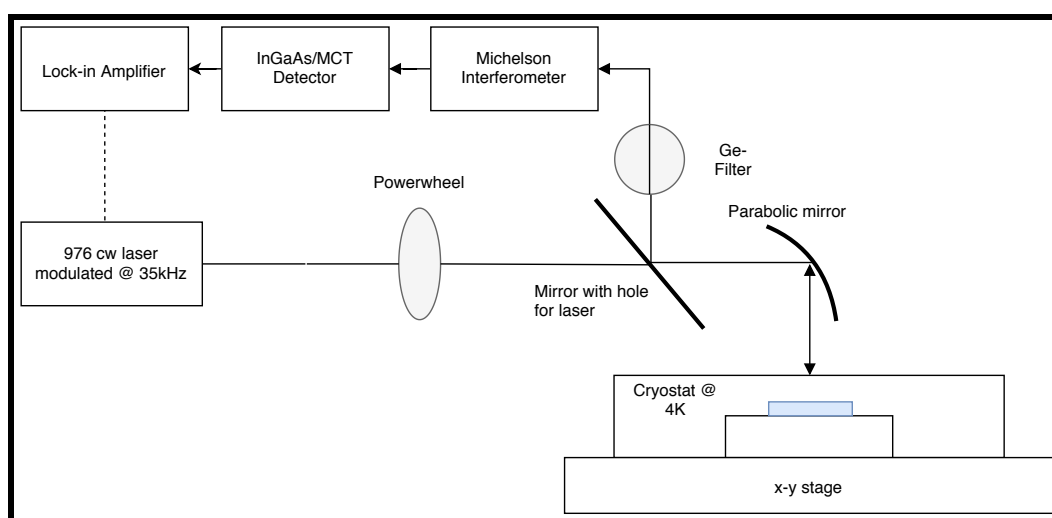 Lock-in Amplifier
InGaAs/MCT
Detector
Michelson
Interferometer
Ge-
Filter
Powerwheel
Parabolic mirror
976 cw laser
modulated @ 35kHz
Mirror with hole
for laser
Cryostat @
4K
x-y stage